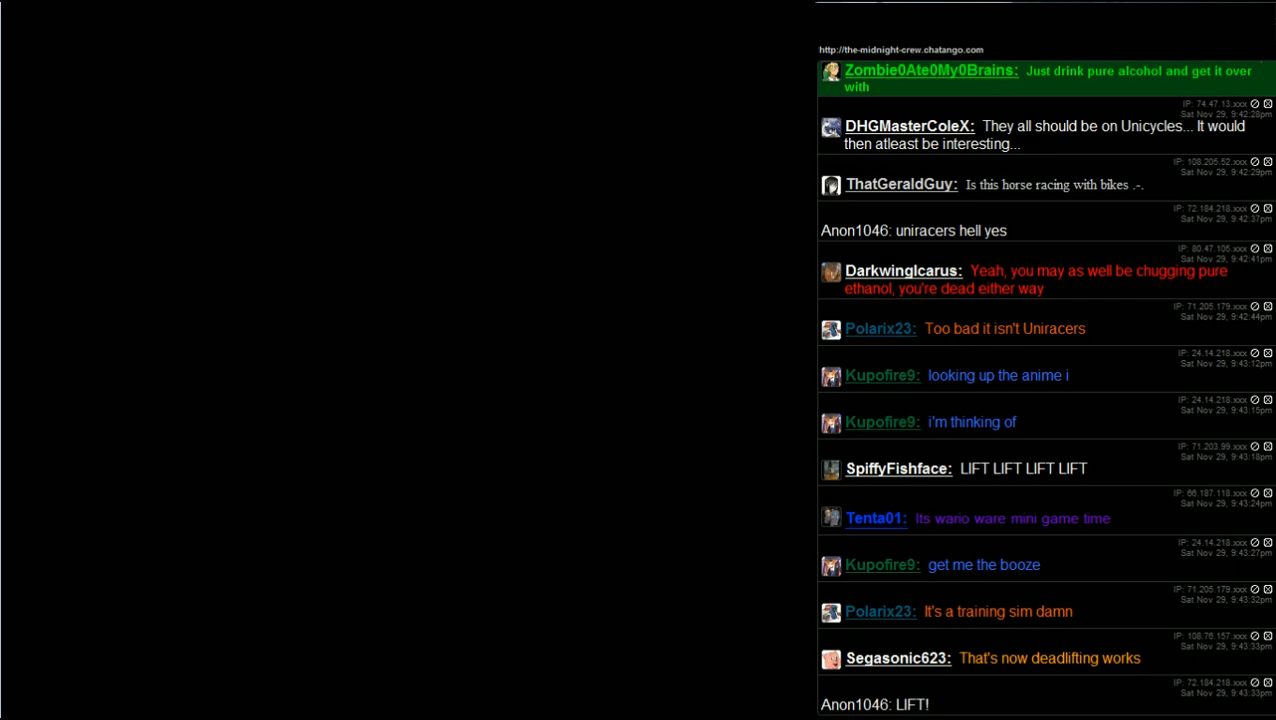 http://the-midnight-crew.chatango.com
Zombie0Ate0My0Brains: Just drink pure alcohol and get it over
with
IP: 74.47.13.xxx
Sat Nov 29, 9:42:28pm
DHGMasterColeX: They all should be on Unicycles... It would
then atleast be interesting...
IP: 108.205.52.xxx
Sat Nov 29, 9:42:29pm
ThatGeraldGuy: Is this horse racing with bikes .-.
IP: 72.184.218.xxx
Sat Nov 29, 9:42:37pm
Anon1046: uniracers hell yes
IP: 80.47.105.xxx
Sat Nov 29, 9:42:41pm
DarkwingIcarus: Yeah, you may as well be chugging pure
ethanol, you're dead either way
IP: 71.205.179.xxx
Sat Nov 29, 9:42:44pm
Polarix23: Too bad it isn't Uniracers
IP: 24.14.218.xxx
Sat Nov 29, 9:43:12pm
Kupofire9: looking up the anime i
IP: 24.14.218.xxx
Sat Nov 29, 9:43:15pm
Kupofire9: i'm thinking of
IP: 71.203.99.xxx
Sat Nov 29, 9:43:18pm
SpiffyFishface: LIFT LIFT LIFT LIFT
IP: 66.187.118.xxx
Sat Nov 29, 9:43:24pm
Tenta01: Its wario ware mini game time
IP: 24.14.218.xxx
Sat Nov 29, 9:43:27pm
Kupofire9: get me the booze
IP: 71.205.179.xxx
Sat Nov 29, 9:43:32pm
Polarix23: It's a training sim damn
IP: 108.76.157.xxx
Sat Nov 29, 9:43:33pm
Segasonic623: That's now deadlifting works
IP: 72.184.218.xxx
Sat Nov 29, 9:43:33pm
Anon1046: LIFT!